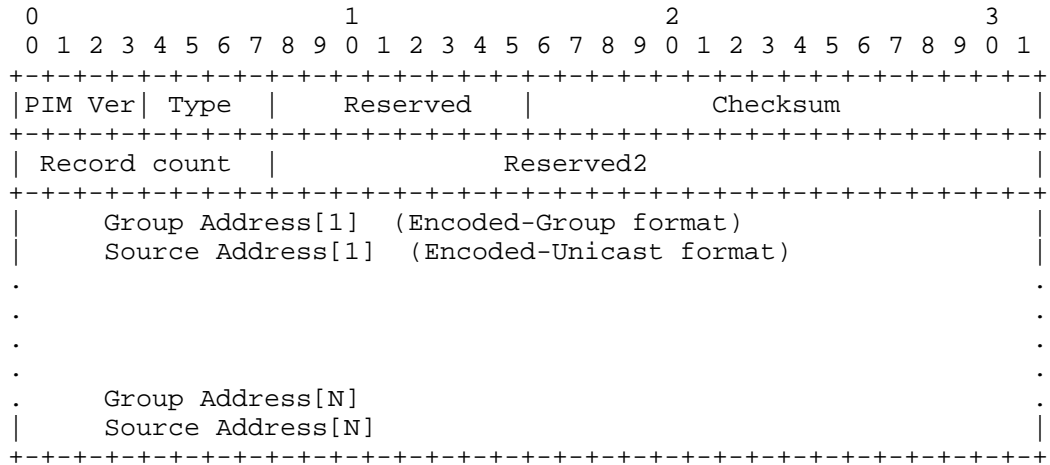 0                   1                   2                   3
 0 1 2 3 4 5 6 7 8 9 0 1 2 3 4 5 6 7 8 9 0 1 2 3 4 5 6 7 8 9 0 1
+-+-+-+-+-+-+-+-+-+-+-+-+-+-+-+-+-+-+-+-+-+-+-+-+-+-+-+-+-+-+-+-+
|PIM Ver| Type  |   Reserved    |           Checksum            |
+-+-+-+-+-+-+-+-+-+-+-+-+-+-+-+-+-+-+-+-+-+-+-+-+-+-+-+-+-+-+-+-+
| Record count  |              Reserved2                        |
+-+-+-+-+-+-+-+-+-+-+-+-+-+-+-+-+-+-+-+-+-+-+-+-+-+-+-+-+-+-+-+-+
|     Group Address[1]  (Encoded-Group format)                  |
|     Source Address[1]  (Encoded-Unicast format)               |
.                                                               .
.                                                               .
.                                                               .
.                                                               .
.     Group Address[N]                                          .
|     Source Address[N]                                         |
+-+-+-+-+-+-+-+-+-+-+-+-+-+-+-+-+-+-+-+-+-+-+-+-+-+-+-+-+-+-+-+-+